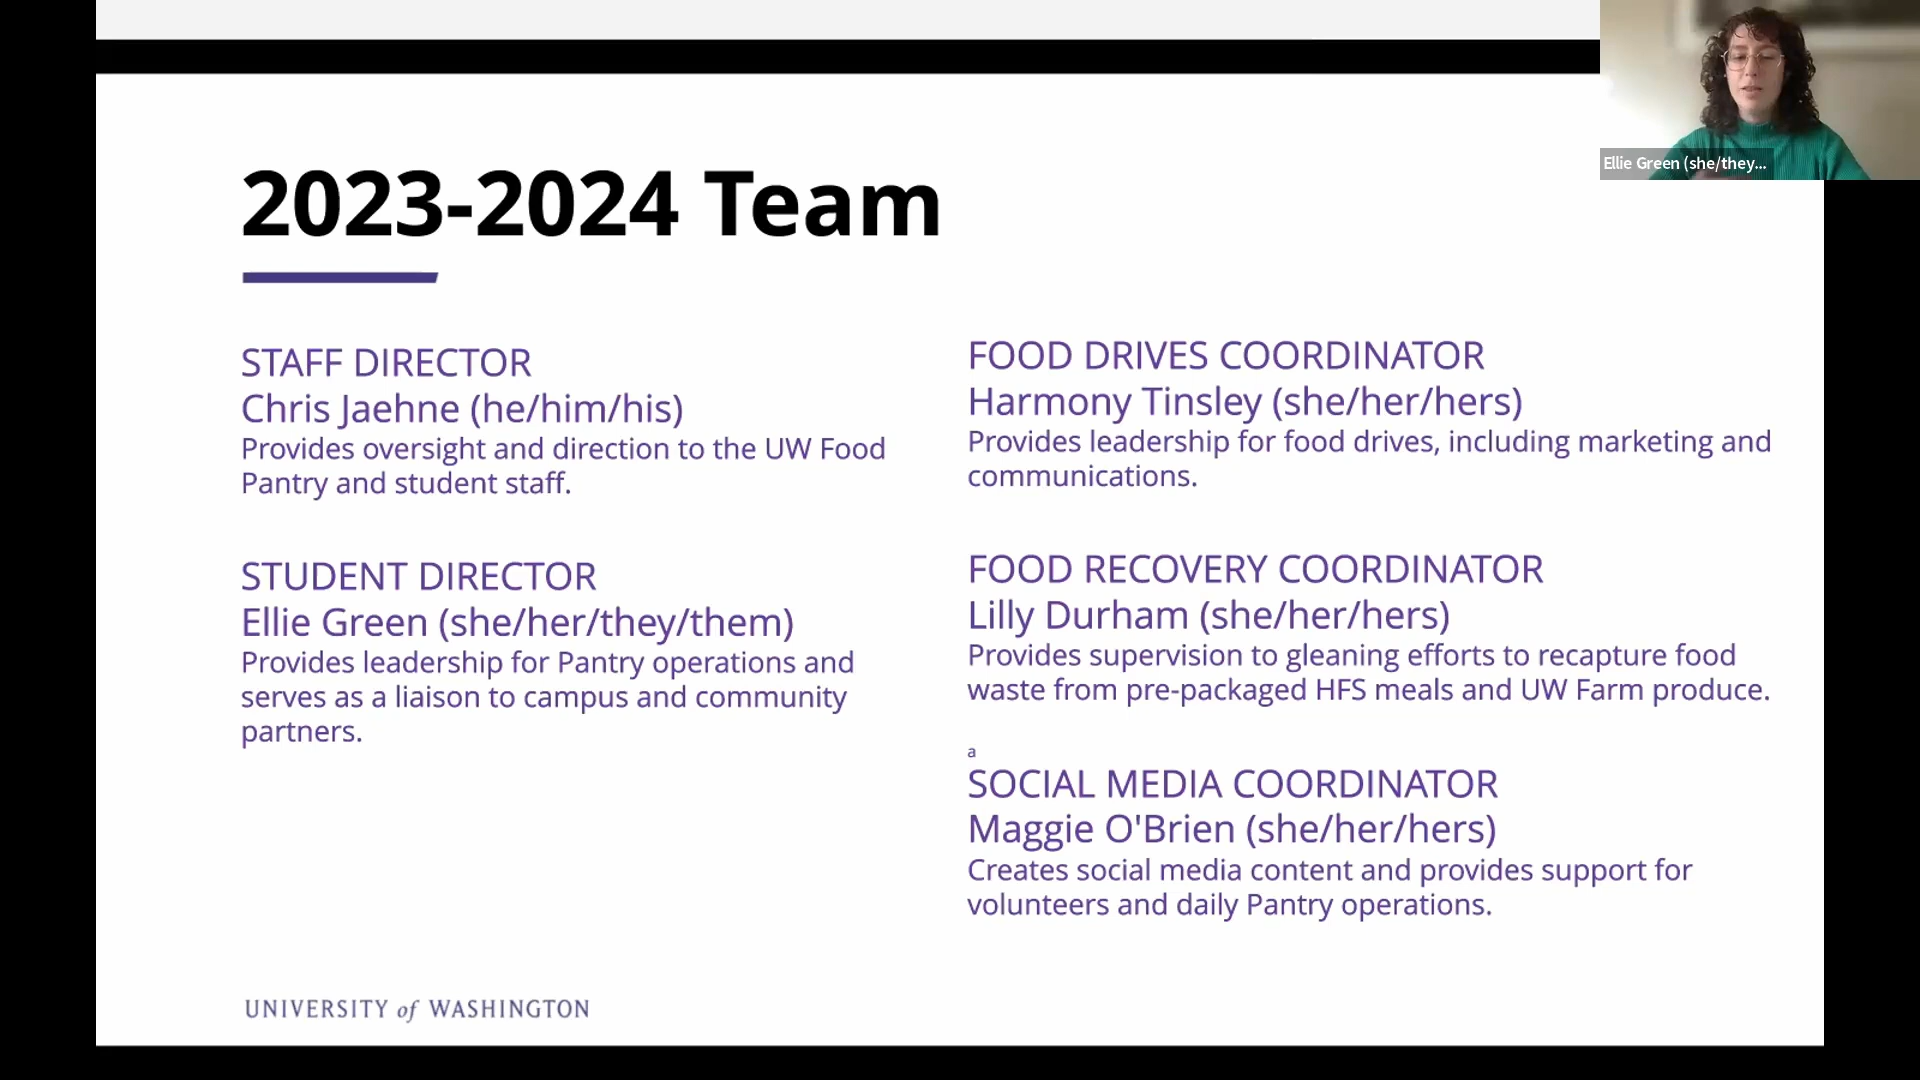 Ellie Green (she/they...
2023-2024 Team
STAFF DIRECTOR
Chris Jaehne (he/him/his)
Provides oversight and direction to the UW Food
Pantry and student staff.
STUDENT DIRECTOR
Ellie Green (she/her/they/them)
Provides leadership for Pantry operations and
serves as a liaison to campus and community
partners.
FOOD DRIVES COORDINATOR
Harmony Tinsley (she/her/hers)
Provides leadership for food drives, including marketing and
communications.
FOOD RECOVERY COORDINATOR
Lilly Durham (she/her/hers)
Provides supervision to gleaning efforts to recapture food
waste from pre-packaged HFS meals and UW Farm produce.
a
SOCIAL MEDIA COORDINATOR
Maggie O'Brien (she/her/hers)
Creates social media content and provides support for
volunteers and daily Pantry operations.
UNIVERSITY of WASHINGTON